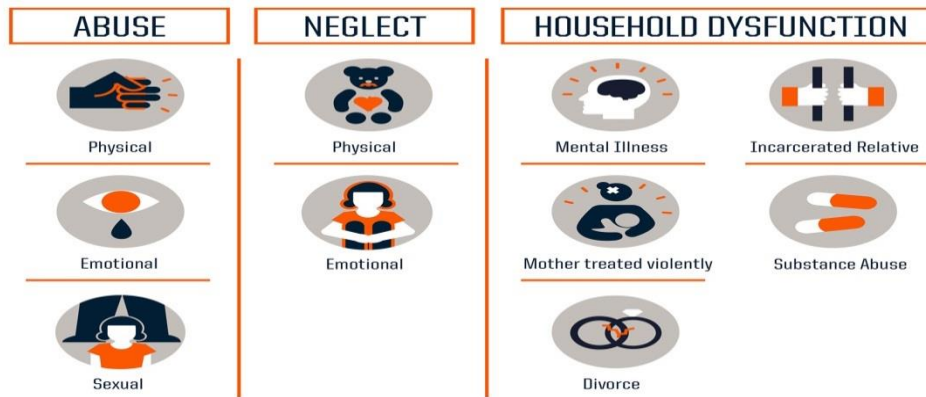 ABUSE
Physical
Emotional
Sexual
NEGLECT
Physical
Emotional
HOUSEHOLD DYSFUNCTION
Mental Illness
Incarcerated Relative
Mother treated violently
Substance Abuse
Divorce